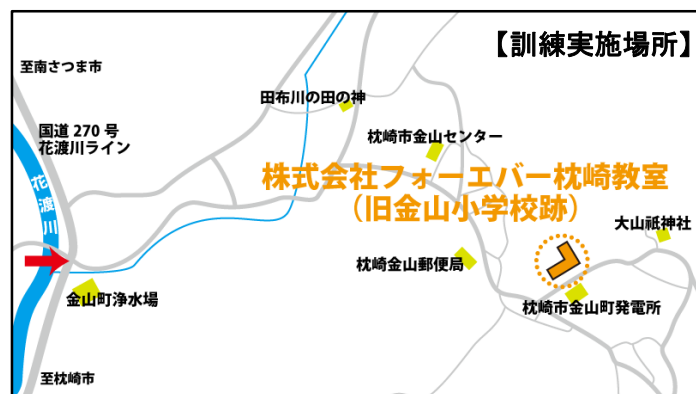 【訓練実施場所】
至南さつま市
田布川の田の神
国道 270 号
花渡川ライン
枕崎市金山センター
花渡川
株式会社フォーエバー枕崎教室
（旧金山小学校跡）
大山祇神社
枕崎金山郵便局
金山町浄水場
枕崎市金山町発電所
至枕崎市